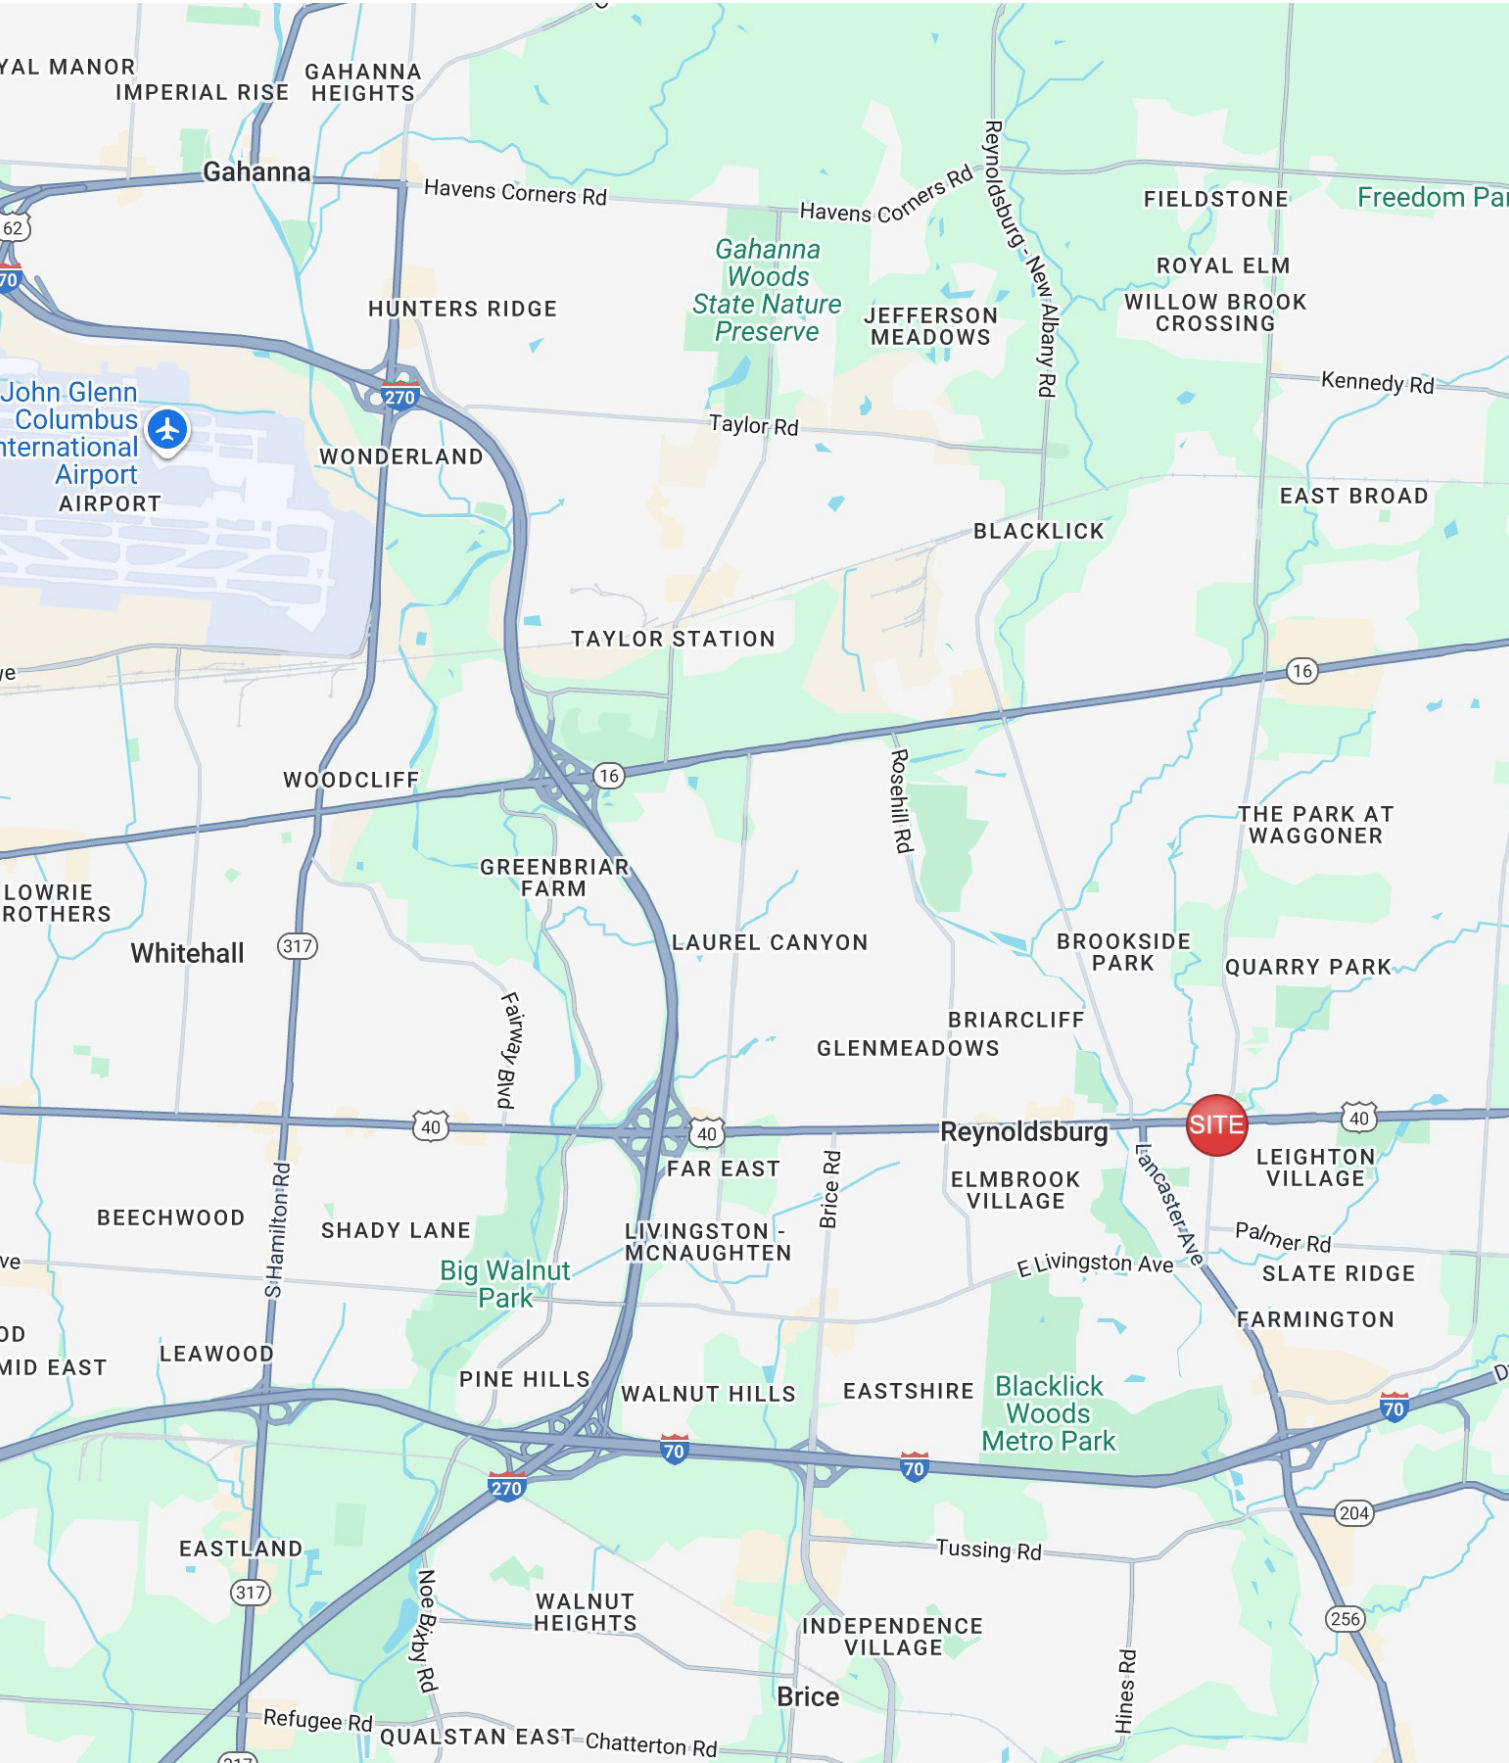 YAL MANOR
IMPERIAL RISE
GAHANNA
HEIGHTS
Gahanna
Havens Corners Rd
Havens Corners Rd
Reynoldsburg - New Albany Rd
FIELDSTONE
Freedom Par
62
70
Gahanna
Woods
State Nature
Preserve
ROYAL ELM
WILLOW BROOK
CROSSING
HUNTERS RIDGE
JEFFERSON
MEADOWS
Kennedy Rd
270
John Glenn
Columbus
nternational
Airport
AIRPORT
Taylor Rd
WONDERLAND
EAST BROAD
BLACKLICK
TAYLOR STATION
ve
16
WOODCLIFF
16
Rosehill Rd
THE PARK AT
WAGGONER
GREENBRIAR
FARM
LOWRIE
ROTHERS
Whitehall
317
LAUREL CANYON
BROOKSIDE
PARK
QUARRY PARK
Fairway Blvd
BRIARCLIFF
GLENMEADOWS
40
40
Reynoldsburg
SITE
40
FAR EAST
Brice Rd
ELMBROOK
VILLAGE
Lancaster Ave
LEIGHTON
VILLAGE
BEECHWOOD
S Hamilton Rd
SHADY LANE
LIVINGSTON -
MCNAUGHTEN
Palmer Rd
ve
Big Walnut
Park
E Livingston Ave
SLATE RIDGE
FARMINGTON
OD
MID EAST
LEAWOOD
PINE HILLS
WALNUT HILLS
EASTSHIRE
Blacklick
Woods
Metro Park
D
70
70
70
270
204
EASTLAND
Tussing Rd
317
Noe Bixby Rd
WALNUT
HEIGHTS
INDEPENDENCE
VILLAGE
256
Hines Rd
Brice
Refugee Rd
QUALSTAN EAST
Chatterton Rd
317